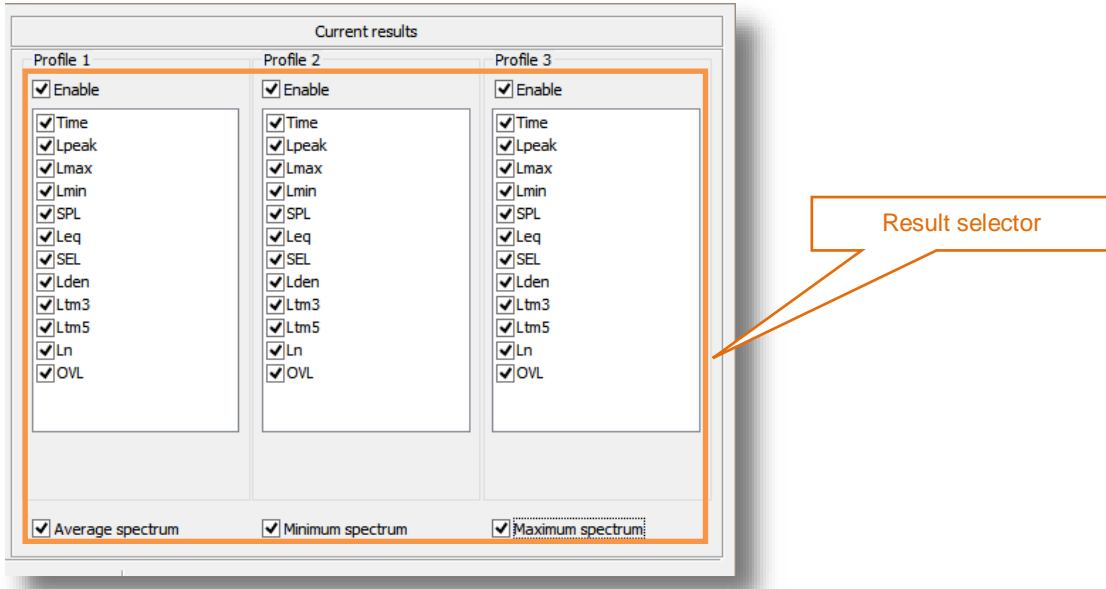 Current results
Profile 1
Enable
Time
Lpeak
Lmax
Lmin
SPL
Leq
SEL
Lden
Ltm3
Ltm5
Ln
OVL
Profile 2
Enable
Time
Lpeak
Lmax
Lmin
SPL
Leq
SEL
Lden
Ltm3
Ltm5
Ln
OVL
Profile 3
Enable
Time
Lpeak
Lmax
Lmin
SPL
Leq
SEL
Lden
Ltm3
Ltm5
Ln
OVL
Average spectrum
Minimum spectrum
Maximum spectrum
Result selector